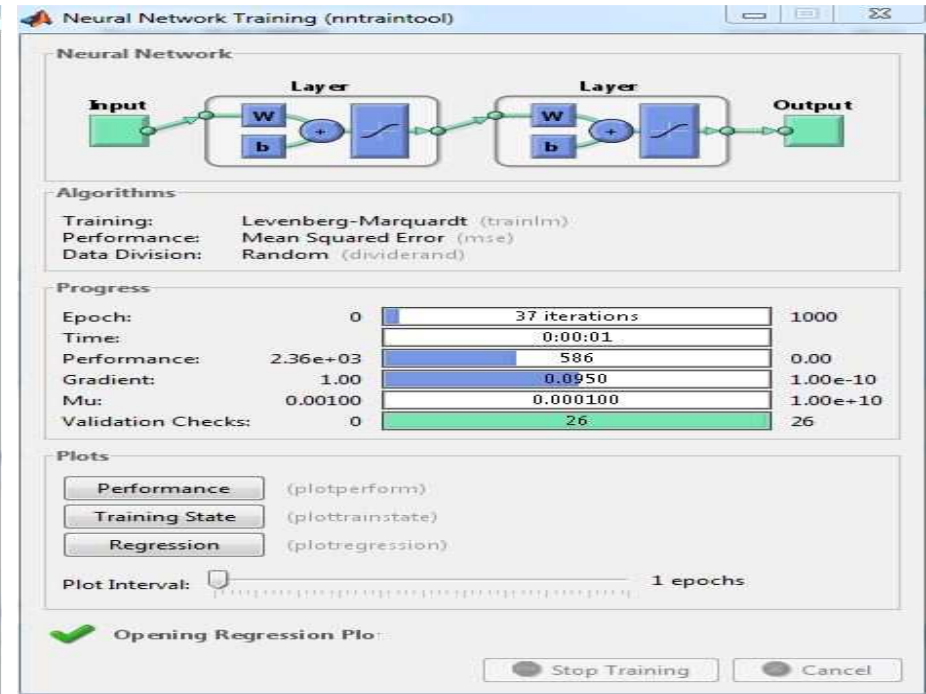 Neural Network Training (nntraintool)
Neural Network
Layer Layer
Input Output
W W
b b
+ +
Algorithms
Training: Levenberg-Marquardt (trainlm)
Performance: Mean Squared Error (mse)
Data Division: Random (dividerand)
Progress
Epoch: 0 37 iterations 1000
Time: 0:00:01
Performance: 2.36e+03 586 0.00
Gradient: 1.00 0.0950 1.00e-10
Mu: 0.00100 0.000100 1.00e+10
Validation Checks: 0 26 26
Plots
Performance (plotperform)
Training State (plottrainstate)
Regression (plotregression)
Plot Interval: 1 epochs
Opening Regression Plo
Stop Training Cancel